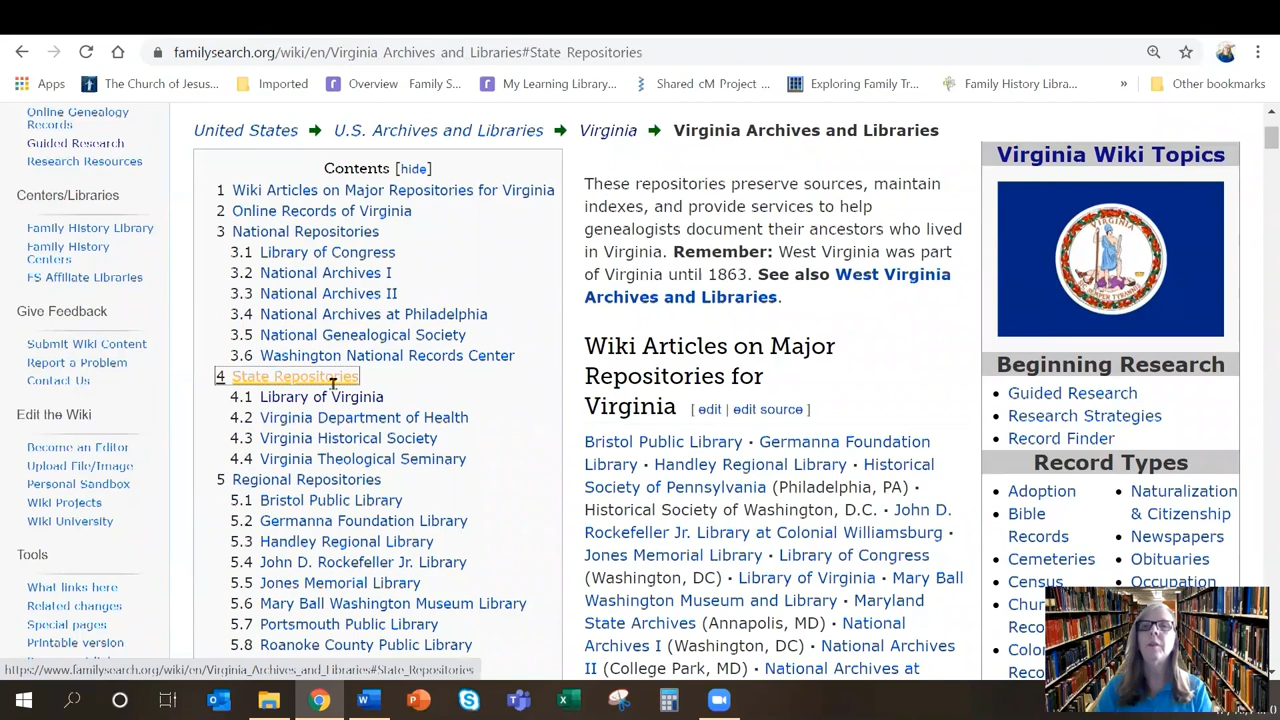 familysearch.org/wiki/en/Virginia_Archives_and_Libraries#State_Repositories
Apps
The Church of Jesus...
Imported
Overview Family S...
My Learning Library...
Shared cM Project ...
Exploring Family Tr...
Family History Libra...
»
Other bookmarks
Online Genealogy
Records
Guided Research
Research Resources
Centers/Libraries
Family History Library
Family History
Centers
FS Affiliate Libraries
Give Feedback
Submit Wiki Content
Report a Problem
Contact Us
Edit the Wiki
Become an Editor
Upload File/Image
Personal Sandbox
Wiki Projects
Wiki University
Tools
What links here
Related changes
Special pages
Printable version
United States → U.S. Archives and Libraries → Virginia → Virginia Archives and Libraries
Contents [hide]
1 Wiki Articles on Major Repositories for Virginia
2 Online Records of Virginia
3 National Repositories
3.1 Library of Congress
3.2 National Archives I
3.3 National Archives II
3.4 National Archives at Philadelphia
3.5 National Genealogical Society
3.6 Washington National Records Center
4 State Repositories
4.1 Library of Virginia
4.2 Virginia Department of Health
4.3 Virginia Historical Society
4.4 Virginia Theological Seminary
5 Regional Repositories
5.1 Bristol Public Library
5.2 Germanna Foundation Library
5.3 Handley Regional Library
5.4 John D. Rockefeller Jr. Library
5.5 Jones Memorial Library
5.6 Mary Ball Washington Museum Library
5.7 Portsmouth Public Library
5.8 Roanoke County Public Library
These repositories preserve sources, maintain
indexes, and provide services to help
genealogists document their ancestors who lived
in Virginia. Remember: West Virginia was part
of Virginia until 1863. See also West Virginia
Archives and Libraries.
Wiki Articles on Major
Repositories for
Virginia [ edit | edit source ]
Bristol Public Library • Germanna Foundation
Library • Handley Regional Library • Historical
Society of Pennsylvania (Philadelphia, PA) •
Historical Society of Washington, D.C. • John D.
Rockefeller Jr. Library at Colonial Williamsburg •
Jones Memorial Library • Library of Congress
(Washington, DC) • Library of Virginia • Mary Ball
Washington Museum and Library • Maryland
State Archives (Annapolis, MD) • National
Archives I (Washington, DC) • National Archives
II (College Park, MD) • National Archives at
Virginia Wiki Topics
VIRGINIA
Beginning Research
• Guided Research
• Research Strategies
• Record Finder
Record Types
• Adoption
• Bible
Records
• Cemeteries
• Census
• Chur
Reco
• Colo
Reco
• Naturalization
& Citizenship
• Newspapers
• Obituaries
• Occupation
https://www.familysearch.org/wiki/en/Virginia_Archives_and_Libraries#State_Repositories